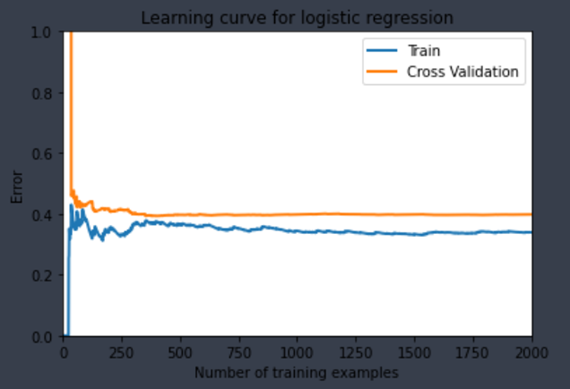 Learning curve for logistic regression
1.0
Train
Cross Validation
0.8
0.6
Error
0.4
0.2
0.0
0 250 500 750 1000 1250 1500 1750 2000
Number of training examples